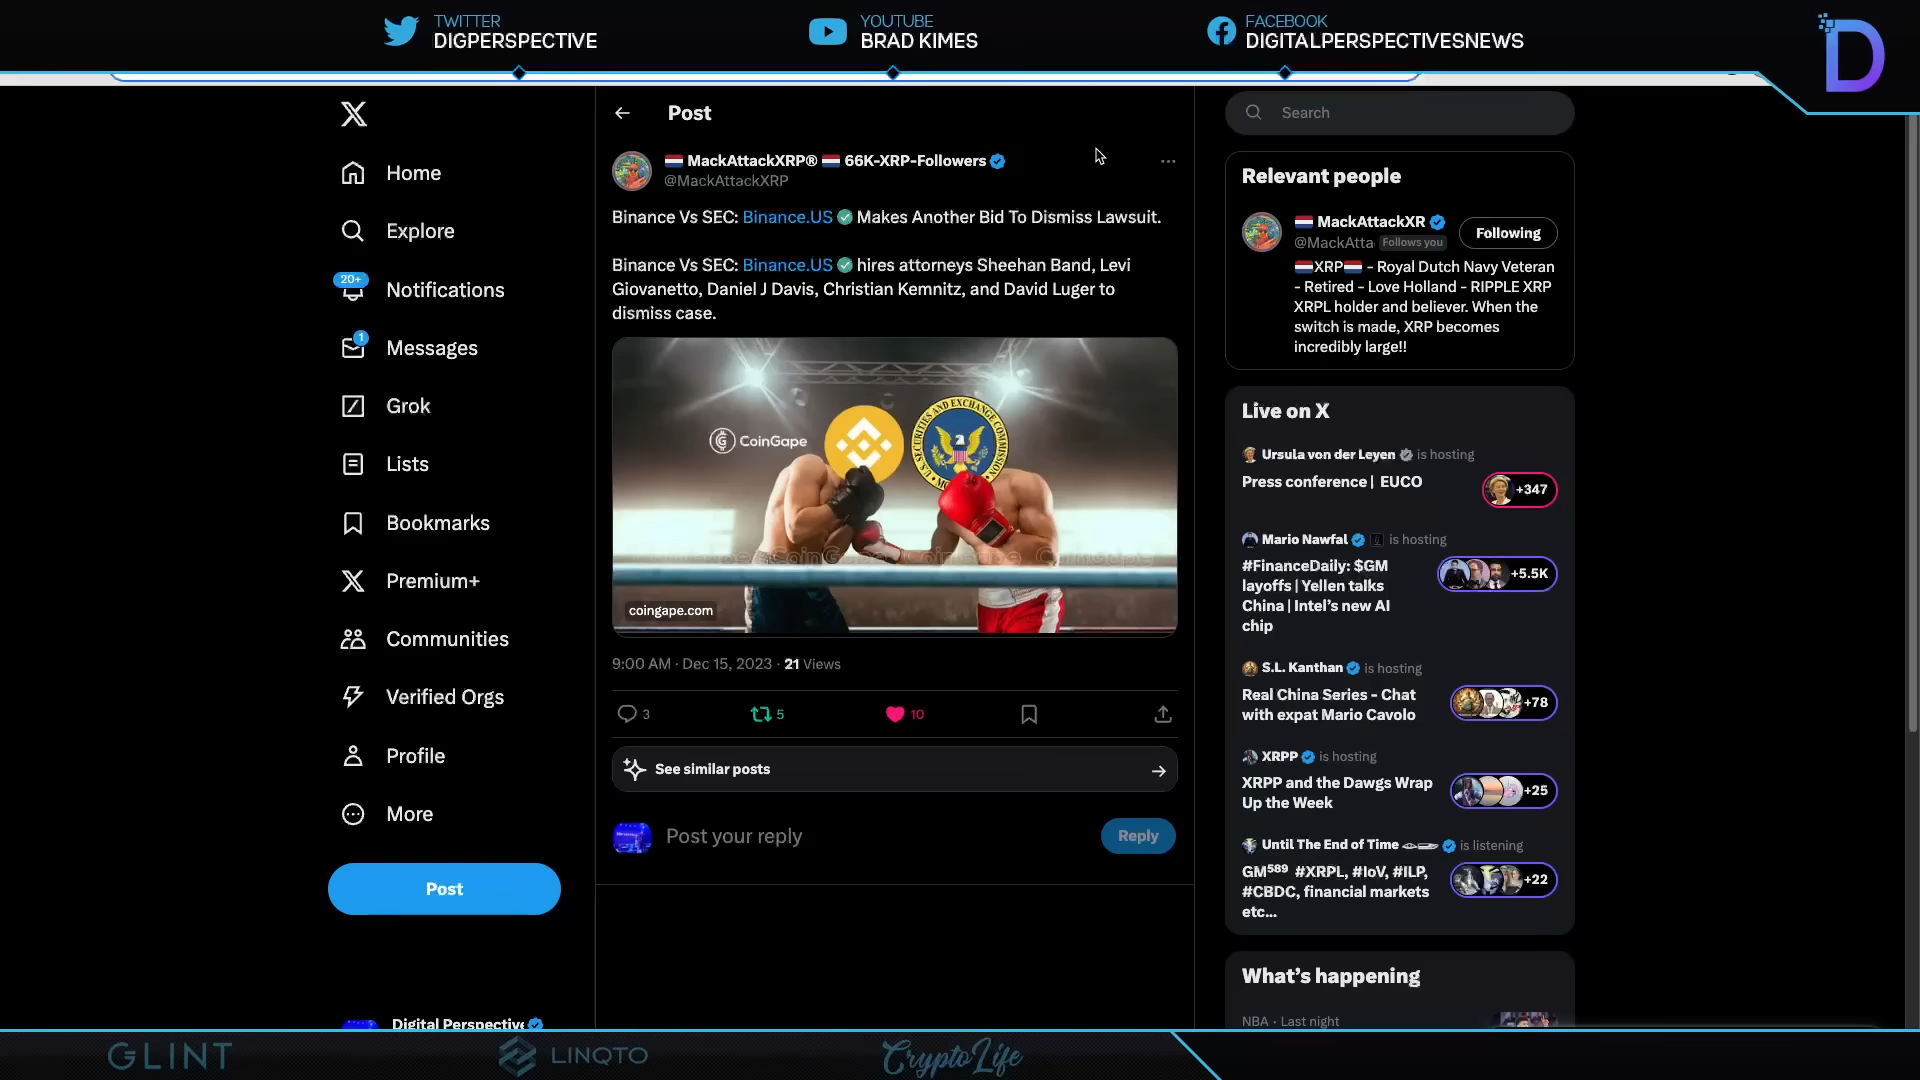 TWITTER
DIGPERSPECTIVE
YOUTUBE
BRAD KIMES
FACEBOOK
DIGITALPERSPECTIVESNEWS
D
Home
Explore
20+
Notifications
1
Messages
Grok
Lists
Bookmarks
Premium+
Communities
Verified Orgs
Profile
More
Post
Digital Perspective
Post
MackAttackXRP® 66K-XRP-Followers
@MackAttackXRP
Binance Vs SEC: Binance.US Makes Another Bid To Dismiss Lawsuit.
Binance Vs SEC: Binance.US hires attorneys Sheehan Band, Levi
Giovanetto, Daniel J Davis, Christian Kemnitz, and David Luger to
dismiss case.
CoinGape
U.S. SECURITIES AND EXCHANGE COMMISSION
coingape.com
9:00 AM · Dec 15, 2023 · 21 Views
3
5
10
See similar posts
Post your reply
Reply
Search
Relevant people
MackAttackXR
Following
@MackAtta Follows you
XRP - Royal Dutch Navy Veteran
- Retired - Love Holland - RIPPLE XRP
XRPL holder and believer. When the
switch is made, XRP becomes
incredibly large!!
Live on X
Ursula von der Leyen is hosting
Press conference | EUCO
+347
Mario Nawfal is hosting
#FinanceDaily: $GM
layoffs | Yellen talks
China | Intel's new AI
chip
+5.5K
S.L. Kanthan is hosting
Real China Series - Chat
with expat Mario Cavolo
+78
XRPP is hosting
XRPP and the Dawgs Wrap
Up the Week
+25
Until The End of Time is listening
GM⁵⁸⁹ #XRPL, #IoV, #ILP,
#CBDC, financial markets
etc...
+22
What's happening
NBA · Last night
GLINT
LINQTO
CryptoLife